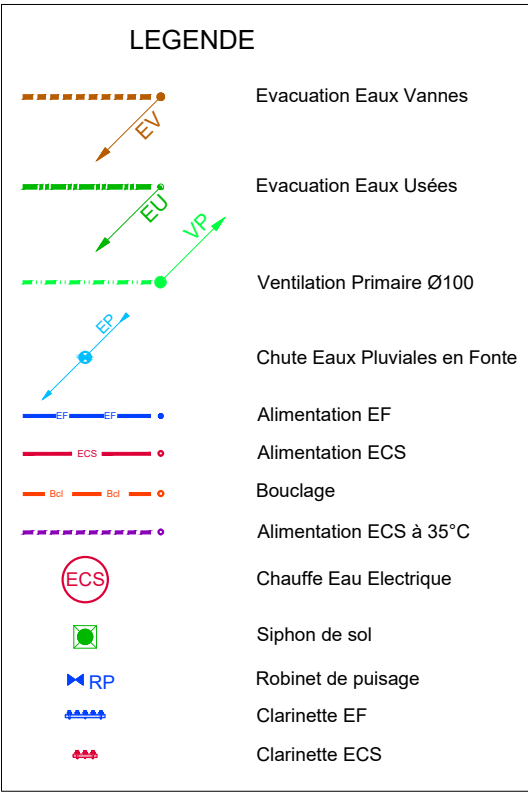 LEGENDE
Evacuation Eaux Vannes
EV
Evacuation Eaux Usées
EU
VP
Ventilation Primaire Ø100
EP
Chute Eaux Pluviales en Fonte
EF EF Alimentation EF
ECS Alimentation ECS
Bcl Bcl Bouclage
Alimentation ECS à 35°C
ECS Chauffe Eau Electrique
Siphon de sol
RP Robinet de puisage
Clarinette EF
Clarinette ECS